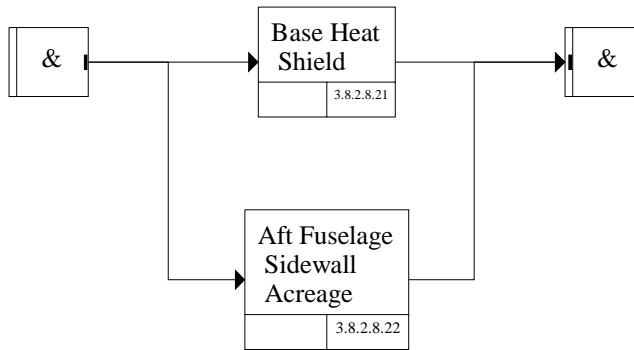 &
Base Heat
Shield
3.8.2.8.21
&
Aft Fuselage
Sidewall
Acreage
3.8.2.8.22